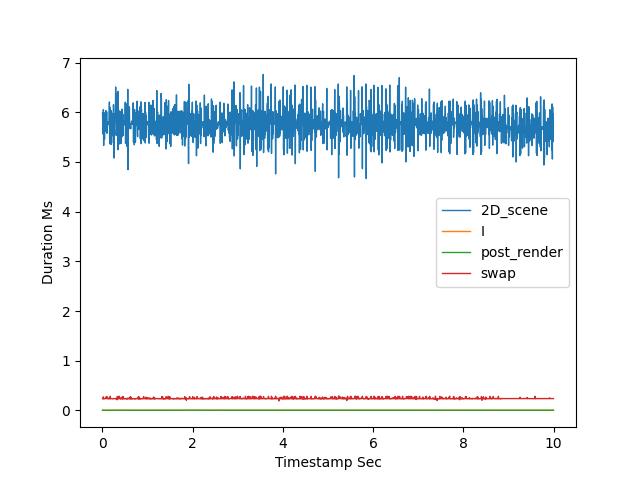 7
6
5
4
3
2
1
0
Duration Ms
2D_scene
I
post_render
swap
0 2 4 6 8 10
Timestamp Sec